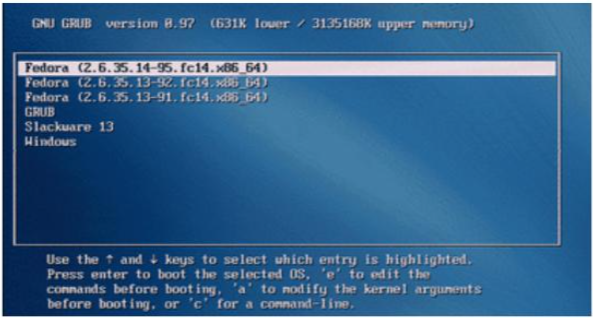 GNU GRUB version 0.97 (631K lower / 3135168K upper memory)
Fedora (2.6.35.14-95.fc14.x86_64)
Fedora (2.6.35.13-92.fc14.x86_64)
Fedora (2.6.35.13-91.fc14.x86_64)
GRUB
Slackware 13
Windows
Use the ↑ and ↓ keys to select which entry is highlighted.
Press enter to boot the selected OS, 'e' to edit the
commands before booting, 'a' to modify the kernel arguments
before booting, or 'c' for a command-line.